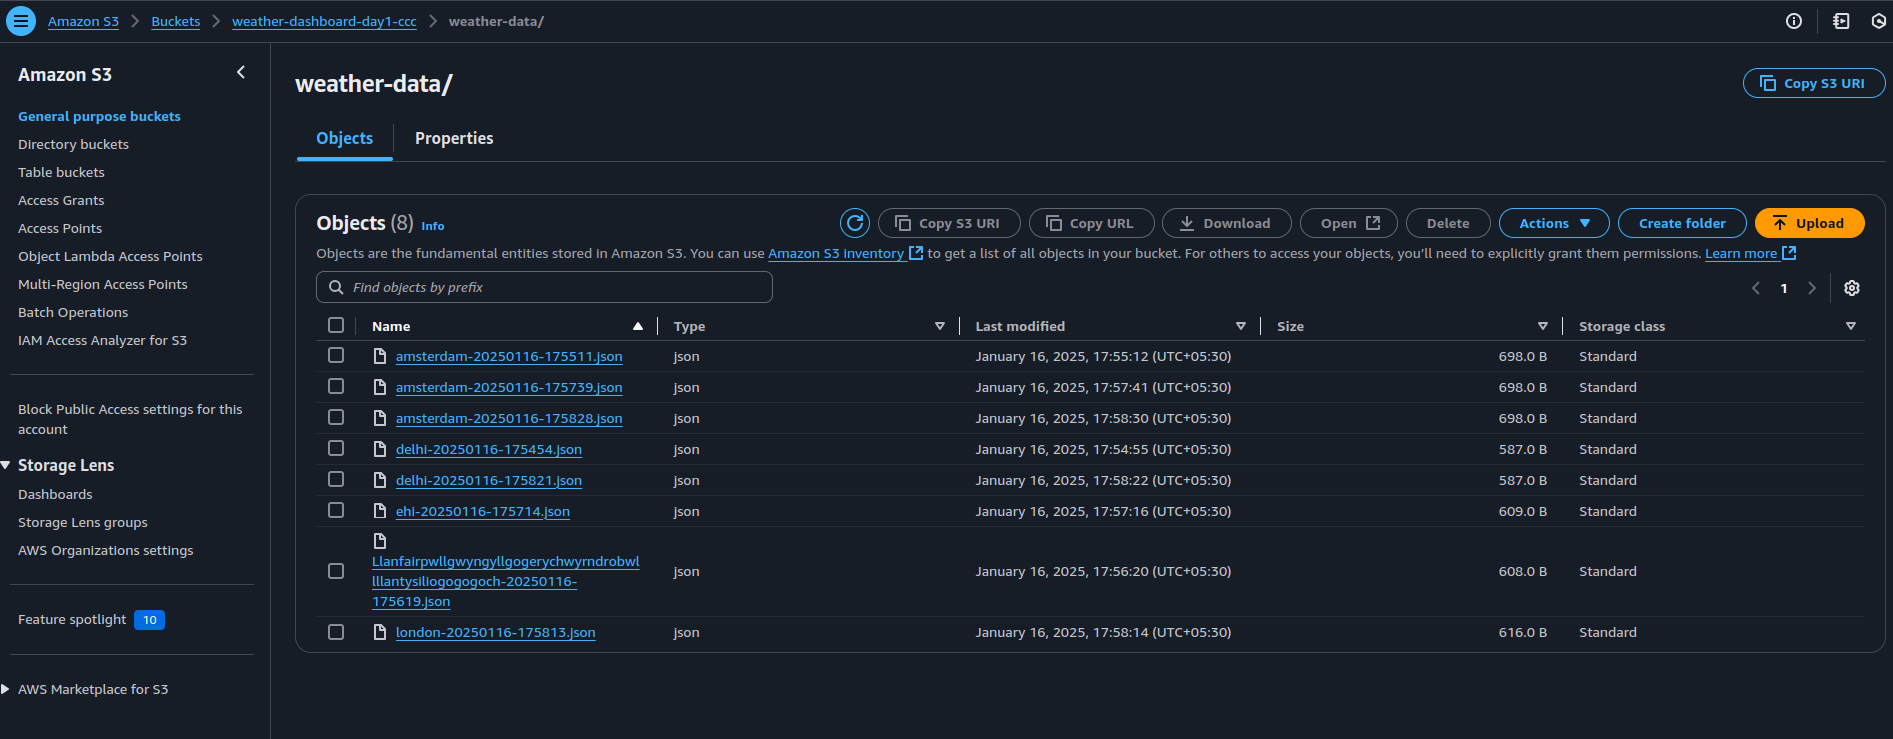 Amazon S3 > Buckets > weather-dashboard-day1-ccc > weather-data/
Amazon S3
General purpose buckets
Directory buckets
Table buckets
Access Grants
Access Points
Object Lambda Access Points
Multi-Region Access Points
Batch Operations
IAM Access Analyzer for S3
Block Public Access settings for this
account
Storage Lens
Dashboards
Storage Lens groups
AWS Organizations settings
Feature spotlight 10
AWS Marketplace for S3
weather-data/
Copy S3 URI
Objects Properties
Objects (8) Info
Copy S3 URI Copy URL Download Open Delete Actions Create folder Upload
Objects are the fundamental entities stored in Amazon S3. You can use Amazon S3 inventory to get a list of all objects in your bucket. For others to access your objects, you'll need to explicitly grant them permissions. Learn more
Find objects by prefix
1
Name Type Last modified Size Storage class
amsterdam-20250116-175511.json json January 16, 2025, 17:55:12 (UTC+05:30) 698.0 B Standard
amsterdam-20250116-175739.json json January 16, 2025, 17:57:41 (UTC+05:30) 698.0 B Standard
amsterdam-20250116-175828.json json January 16, 2025, 17:58:30 (UTC+05:30) 698.0 B Standard
delhi-20250116-175454.json json January 16, 2025, 17:54:55 (UTC+05:30) 587.0 B Standard
delhi-20250116-175821.json json January 16, 2025, 17:58:22 (UTC+05:30) 587.0 B Standard
ehi-20250116-175714.json json January 16, 2025, 17:57:16 (UTC+05:30) 609.0 B Standard
Llanfairpwllgwyngyllgogerychwyrndrobwl
lllantysiliogogogoch-20250116-
175619.json
json January 16, 2025, 17:56:20 (UTC+05:30) 608.0 B Standard
london-20250116-175813.json json January 16, 2025, 17:58:14 (UTC+05:30) 616.0 B Standard